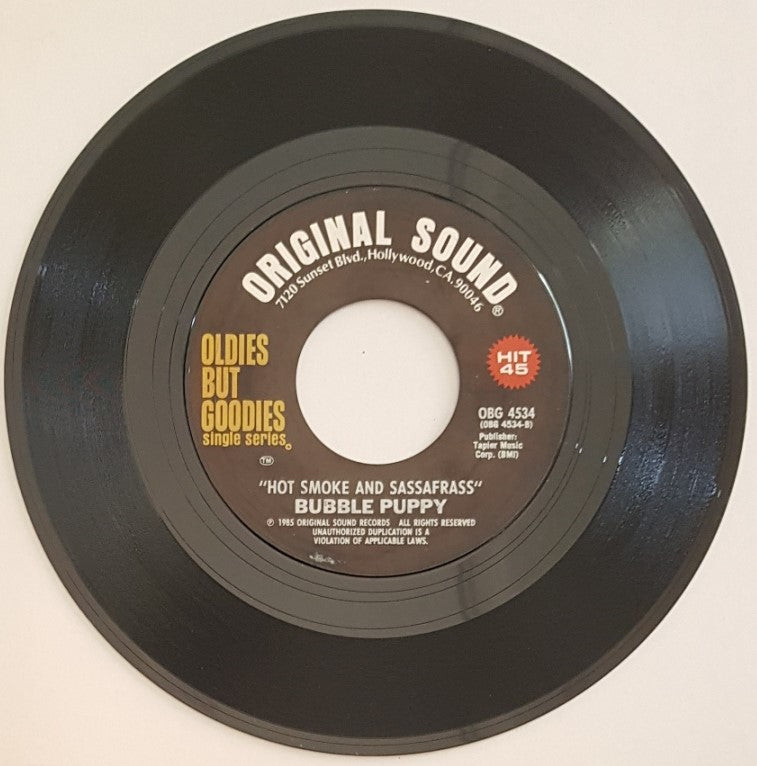 ORIGINAL SOUND®
7120 Sunset Blvd., Hollywood, CA. 90046
OLDIES
BUT
GOODIES
single series©
TM
HIT
45
OBG 4534
(OBG 4534-B)
Publisher:
Tapier Music
Corp. (BMI)
"HOT SMOKE AND SASSAFRASS"
BUBBLE PUPPY
℗ 1985 ORIGINAL SOUND RECORDS ALL RIGHTS RESERVED
UNAUTHORIZED DUPLICATION IS A
VIOLATION OF APPLICABLE LAWS.